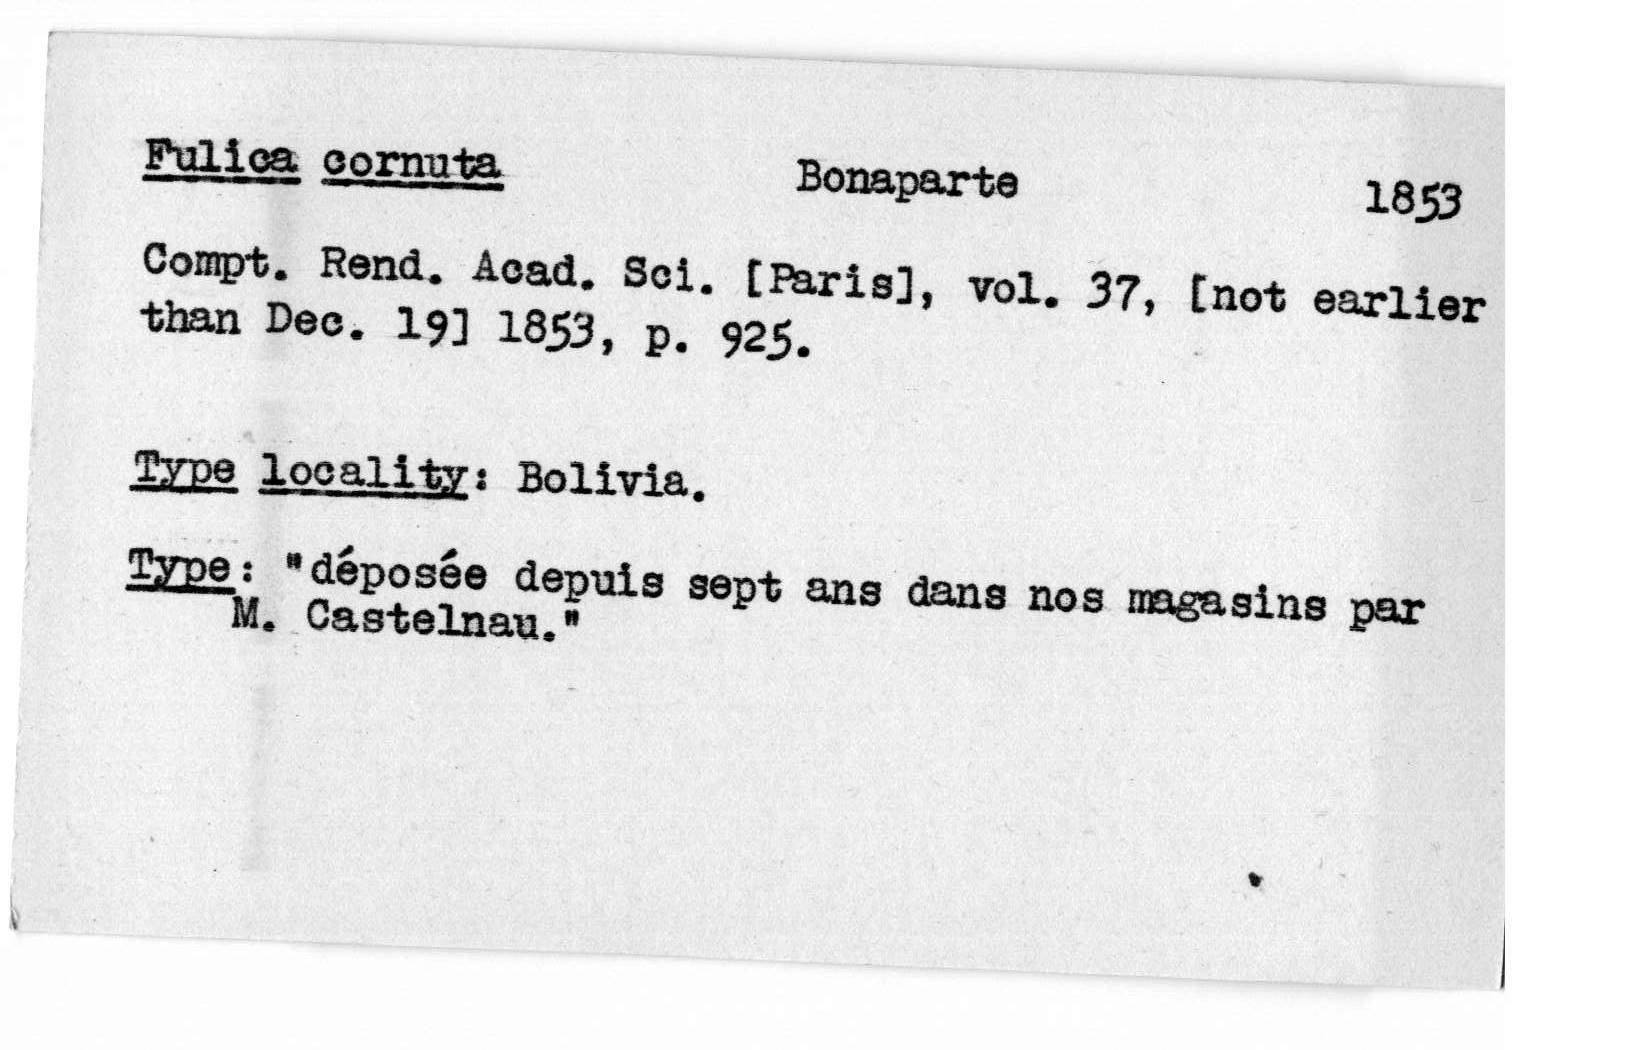 Fulica cornuta Bonaparte 1853
Compt. Rend. Acad. Sci. [Paris], vol. 37, [not earlier
than Dec. 19] 1853, p. 925.
Type locality: Bolivia.
Type: "déposée depuis sept ans dans nos magasins par
M. Castelnau."